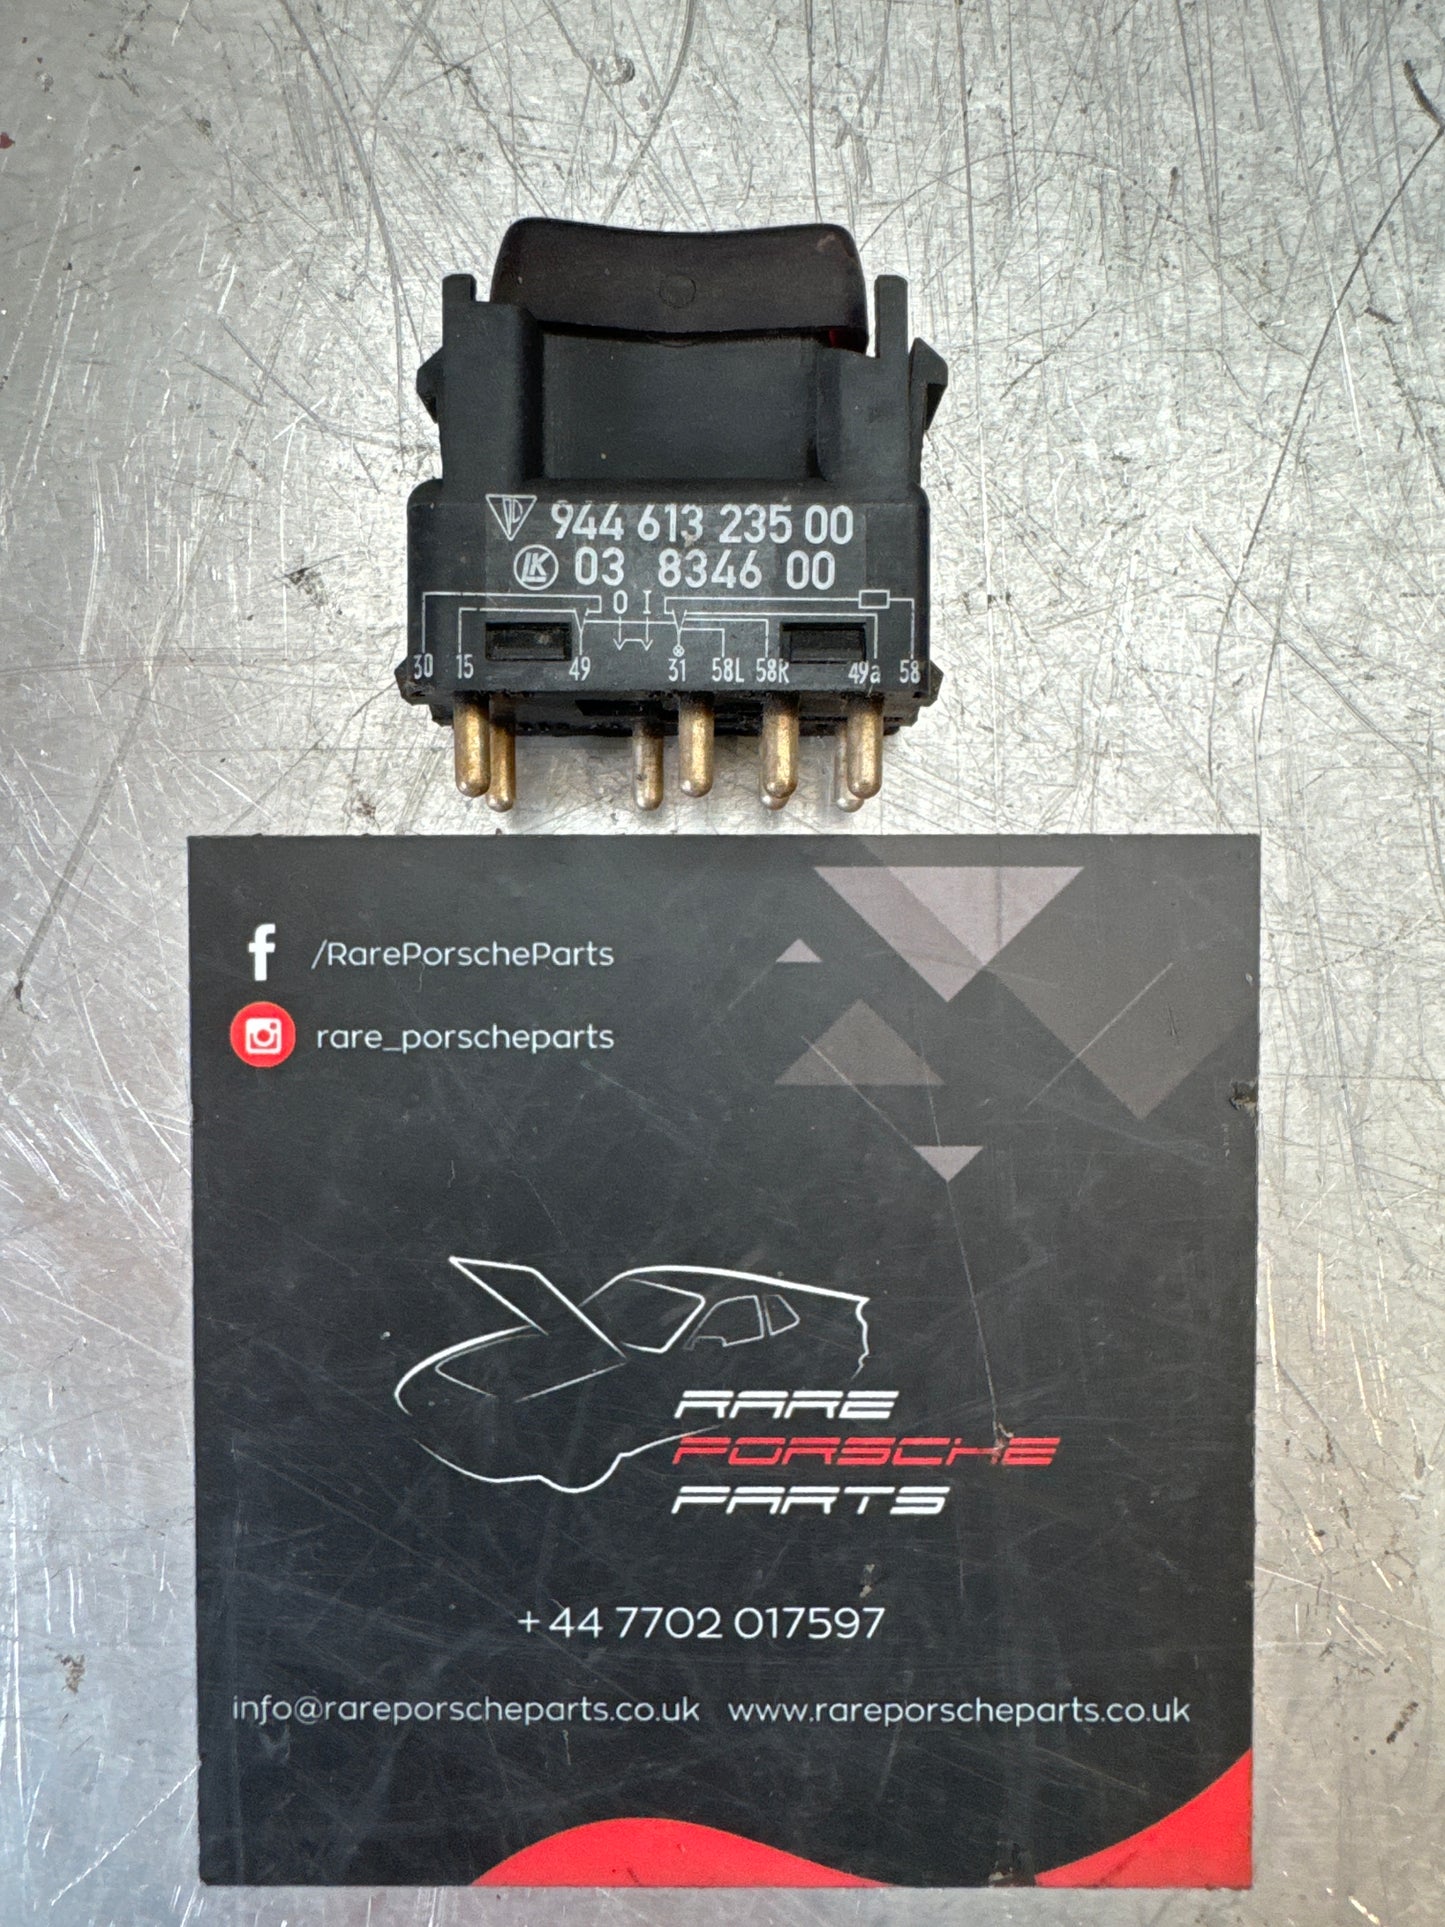 944 613 235 00
LK 03 8346 00
0 I
30 15 49 31 58L 58R 49a 58
/RarePorscheParts
rare_porscheparts
RARE
PORSCHE
PARTS
+44 7702 017597
info@rareporscheparts.co.uk www.rareporscheparts.co.uk